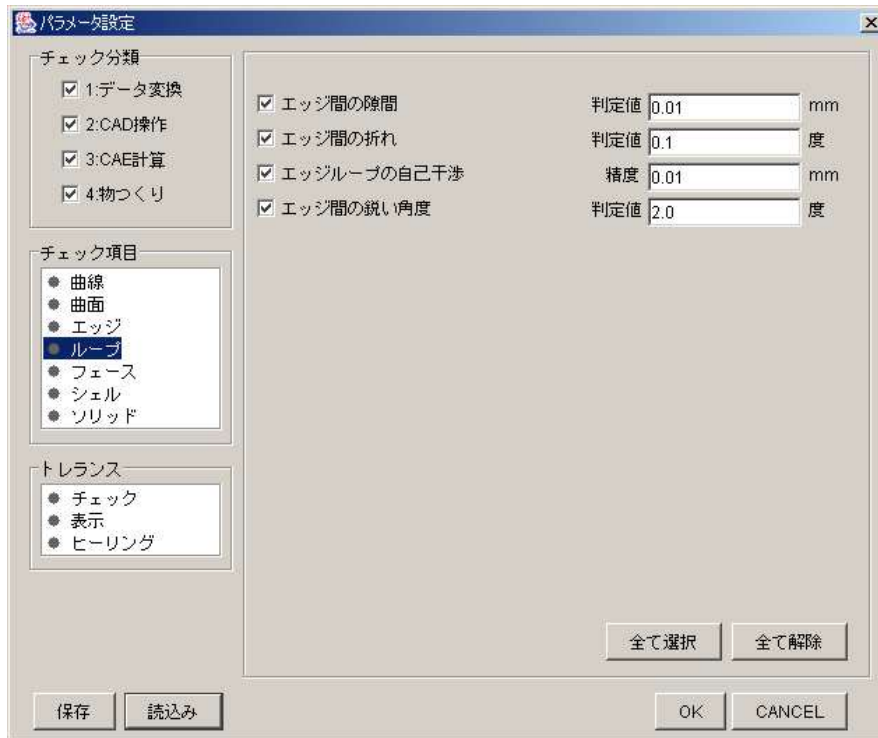 パラメータ設定
チェック分類
1:データ変換
2:CAD操作
3:CAE計算
4:物つくり
チェック項目
曲線
曲面
エッジ
ループ
フェース
シェル
ソリッド
トレランス
チェック
表示
ヒーリング
エッジ間の隙間 判定値 0.01 mm
エッジ間の折れ 判定値 0.1 度
エッジループの自己干渉 精度 0.01 mm
エッジ間の鋭い角度 判定値 2.0 度
全て選択 全て解除
保存 読込み OK CANCEL